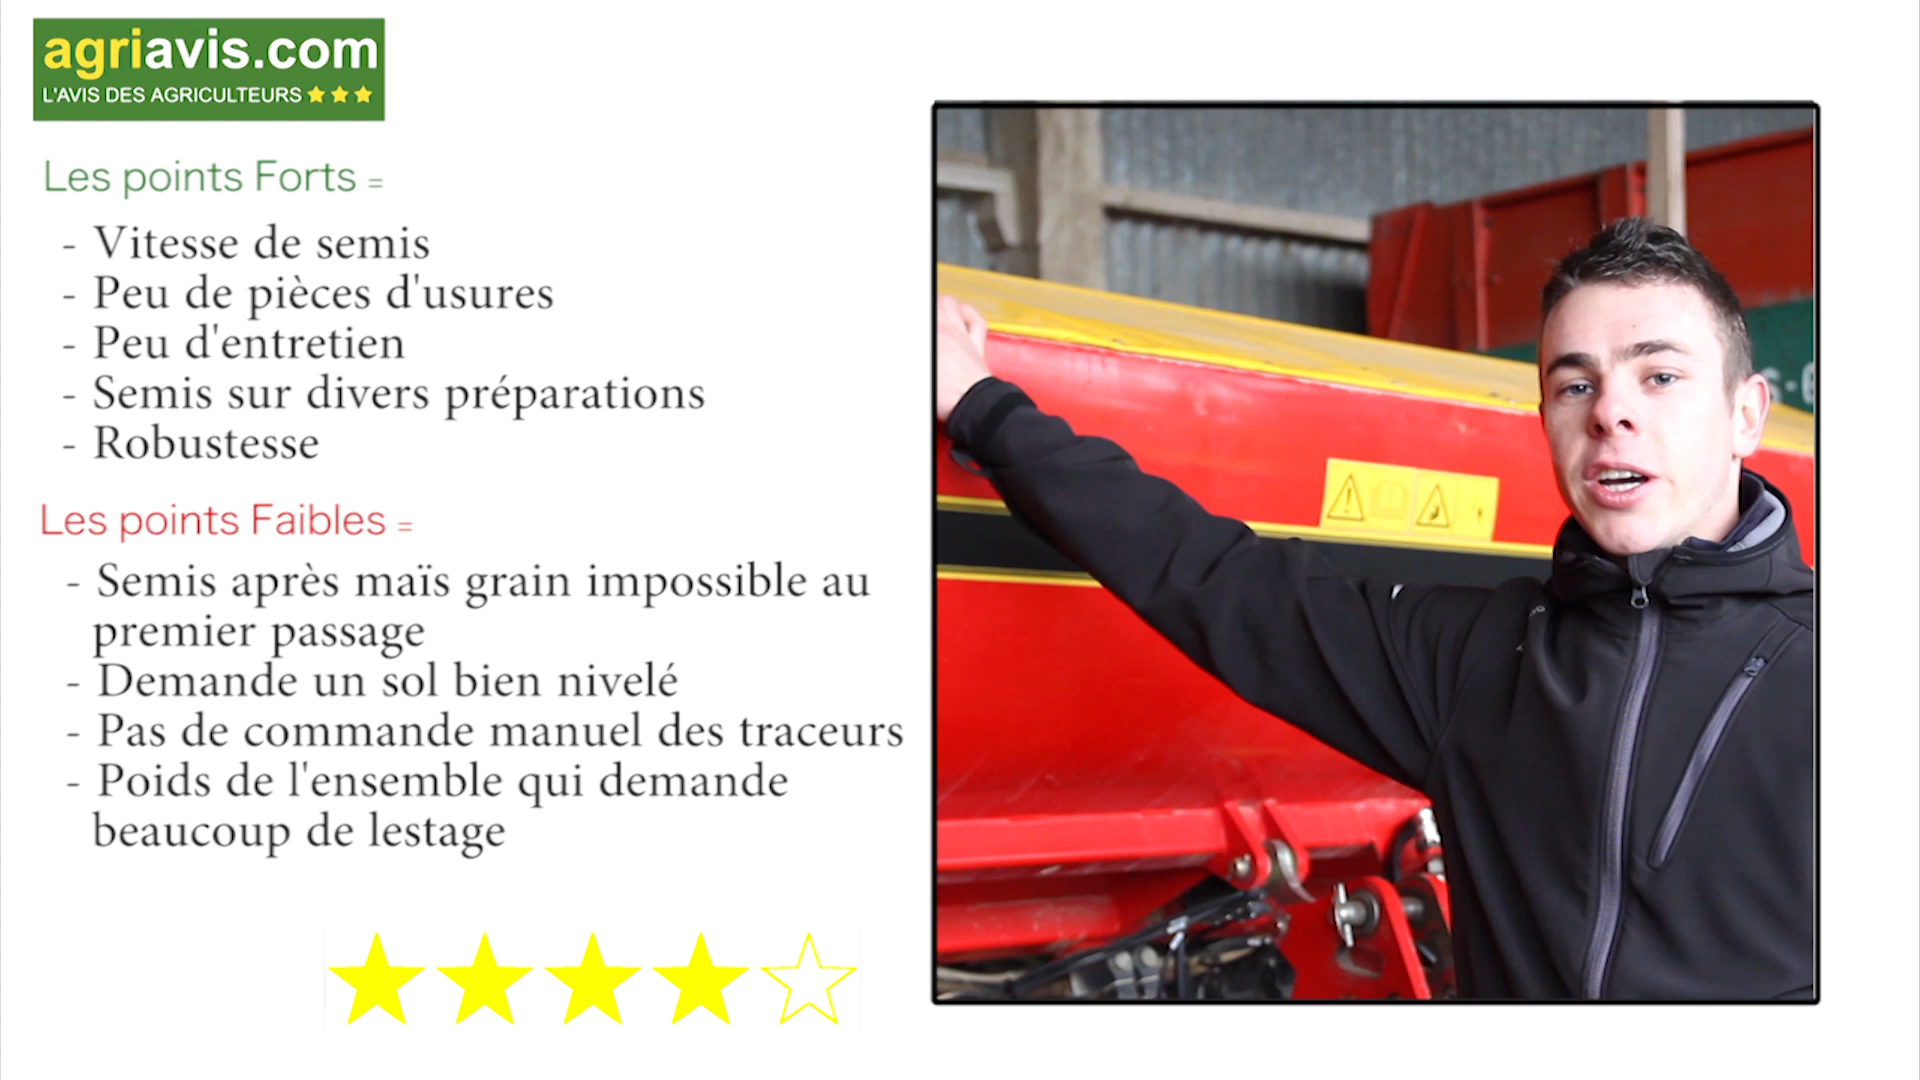 agriavis.com
L'AVIS DES AGRICULTEURS
Les points Forts =
- Vitesse de semis
- Peu de pièces d'usures
- Peu d'entretien
- Semis sur divers préparations
- Robustesse
Les points Faibles =
- Semis après maïs grain impossible au
premier passage
- Demande un sol bien nivelé
- Pas de commande manuel des traceurs
- Poids de l'ensemble qui demande
beaucoup de lestage